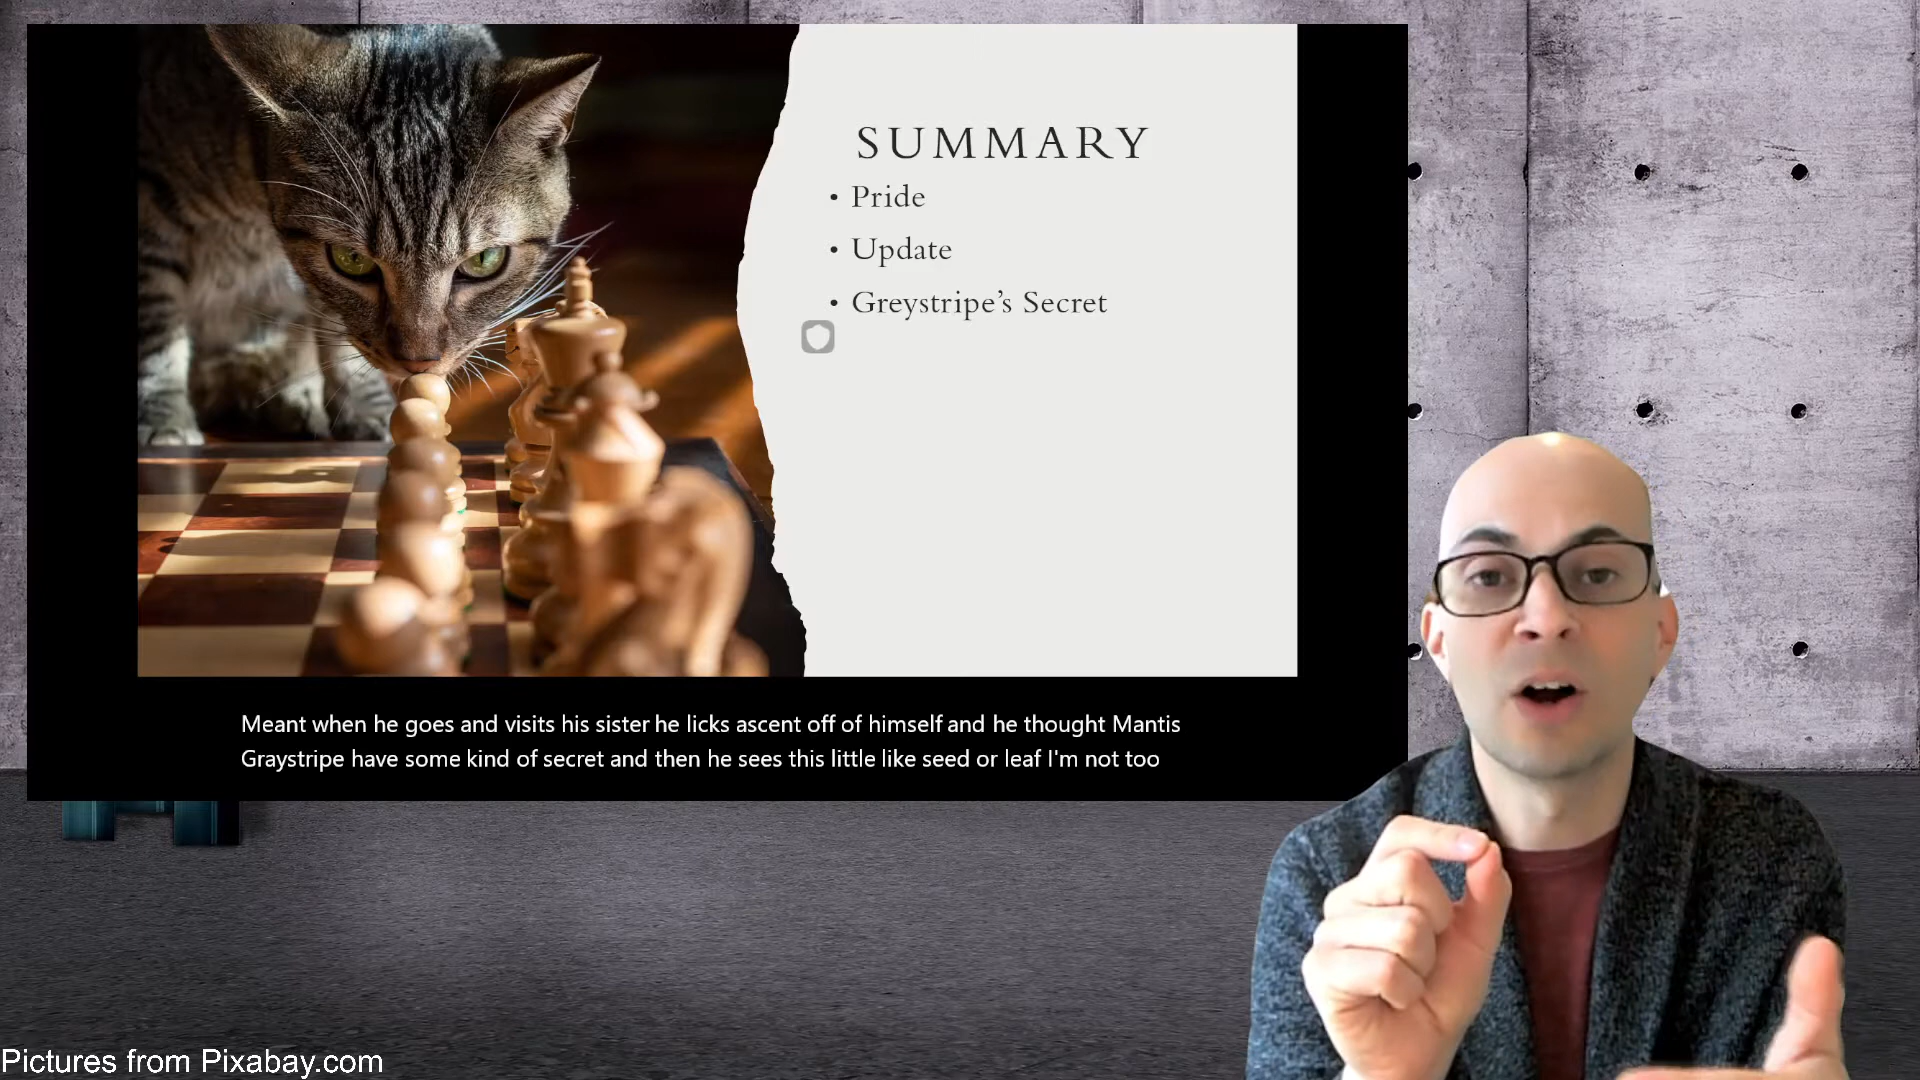 SUMMARY
• Pride
• Update
• Greystripe's Secret
Meant when he goes and visits his sister he licks ascent off of himself and he thought Mantis
Graystripe have some kind of secret and then he sees this little like seed or leaf I'm not too
Pictures from Pixabay.com